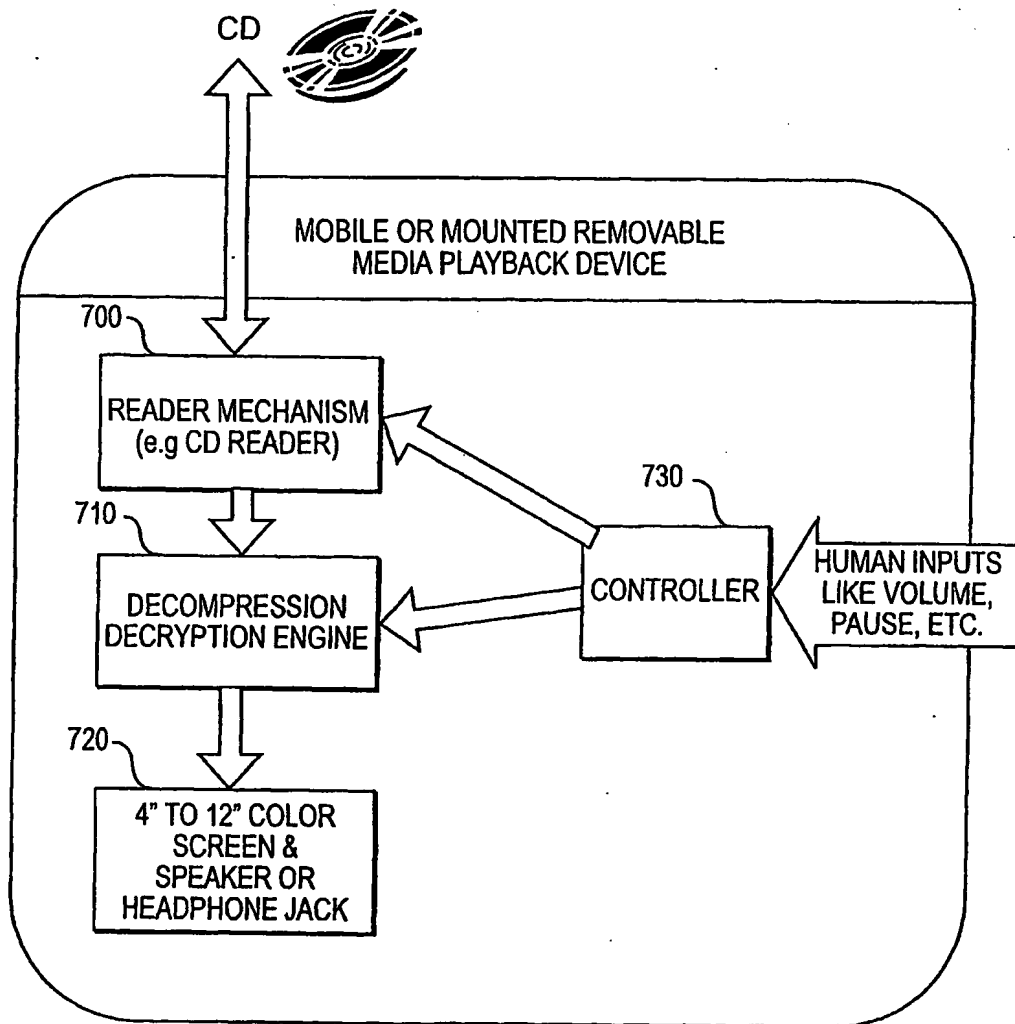 CD
MOBILE OR MOUNTED REMOVABLE
MEDIA PLAYBACK DEVICE
700
READER MECHANISM
(e.g CD READER)
710
DECOMPRESSION
DECRYPTION ENGINE
730
CONTROLLER
HUMAN INPUTS
LIKE VOLUME,
PAUSE, ETC.
720
4" TO 12" COLOR
SCREEN &
SPEAKER OR
HEADPHONE JACK